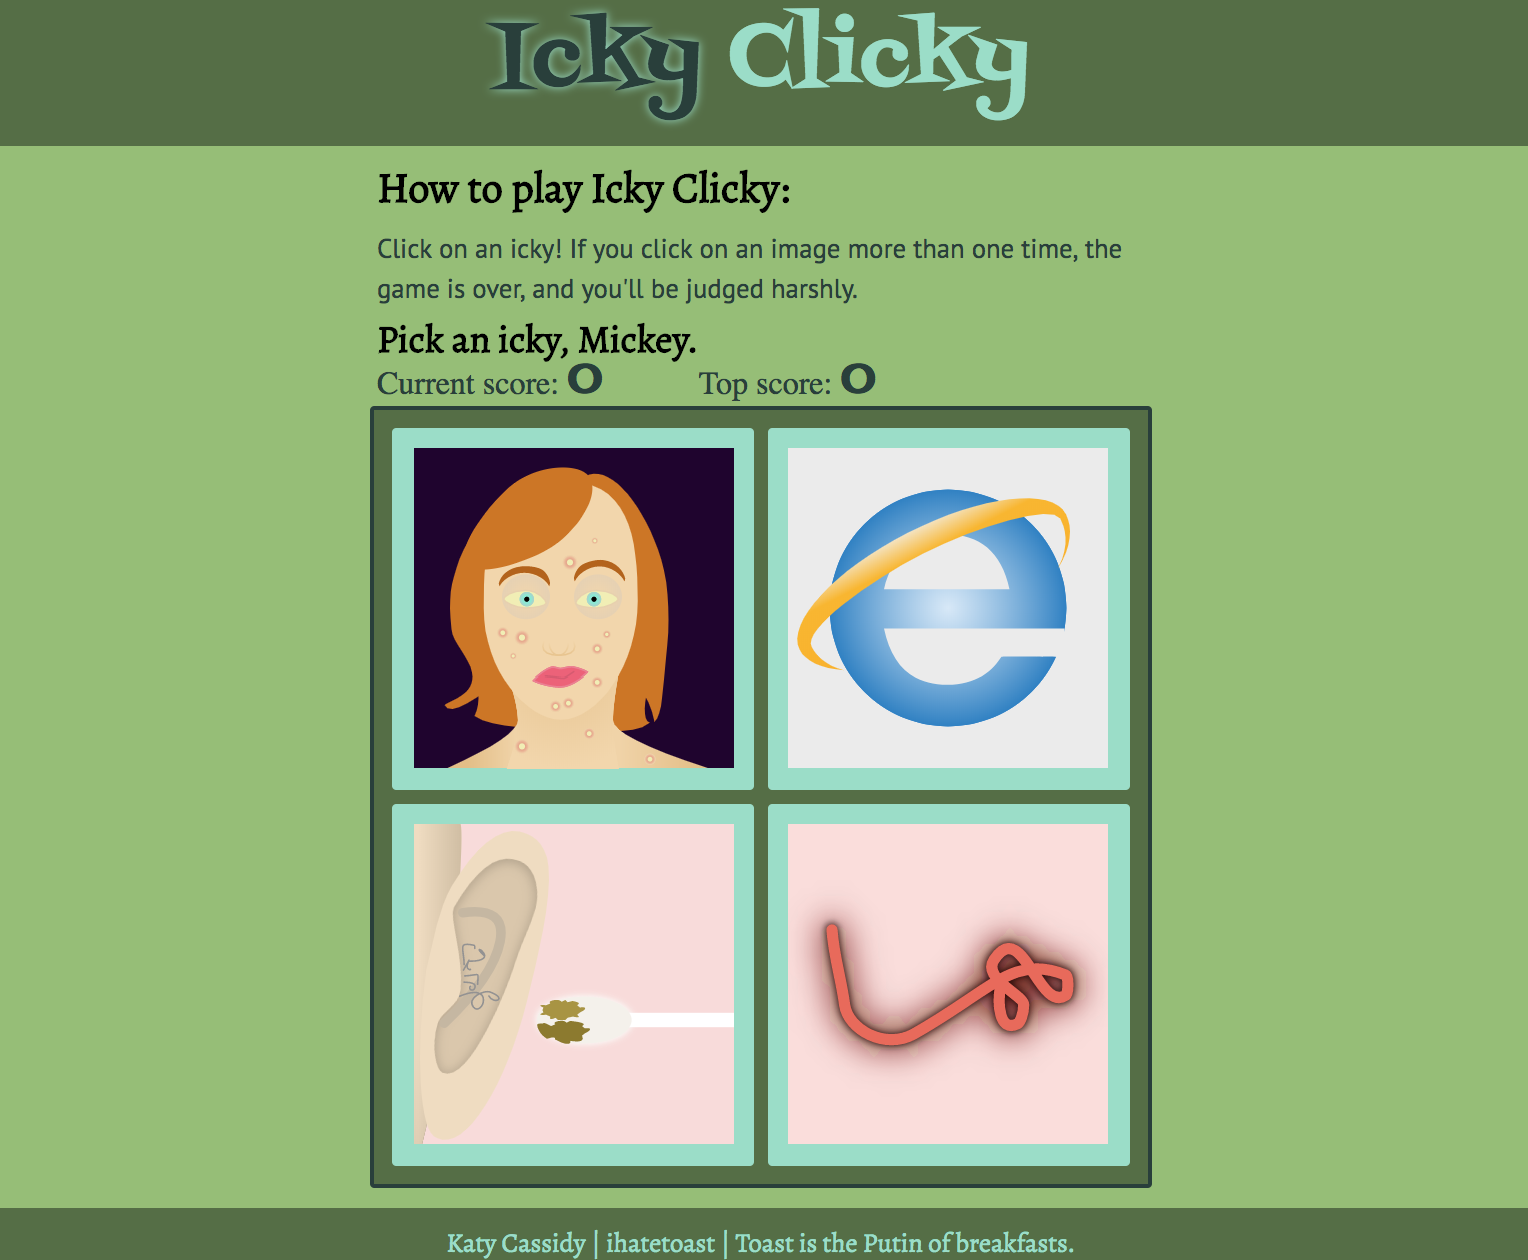 Icky Clicky
How to play Icky Clicky:
Click on an icky! If you click on an image more than one time, the
game is over, and you'll be judged harshly.
Pick an icky, Mickey.
Current score: 0 Top score: 0
Katy Cassidy | ihatetoast | Toast is the Putin of breakfasts.